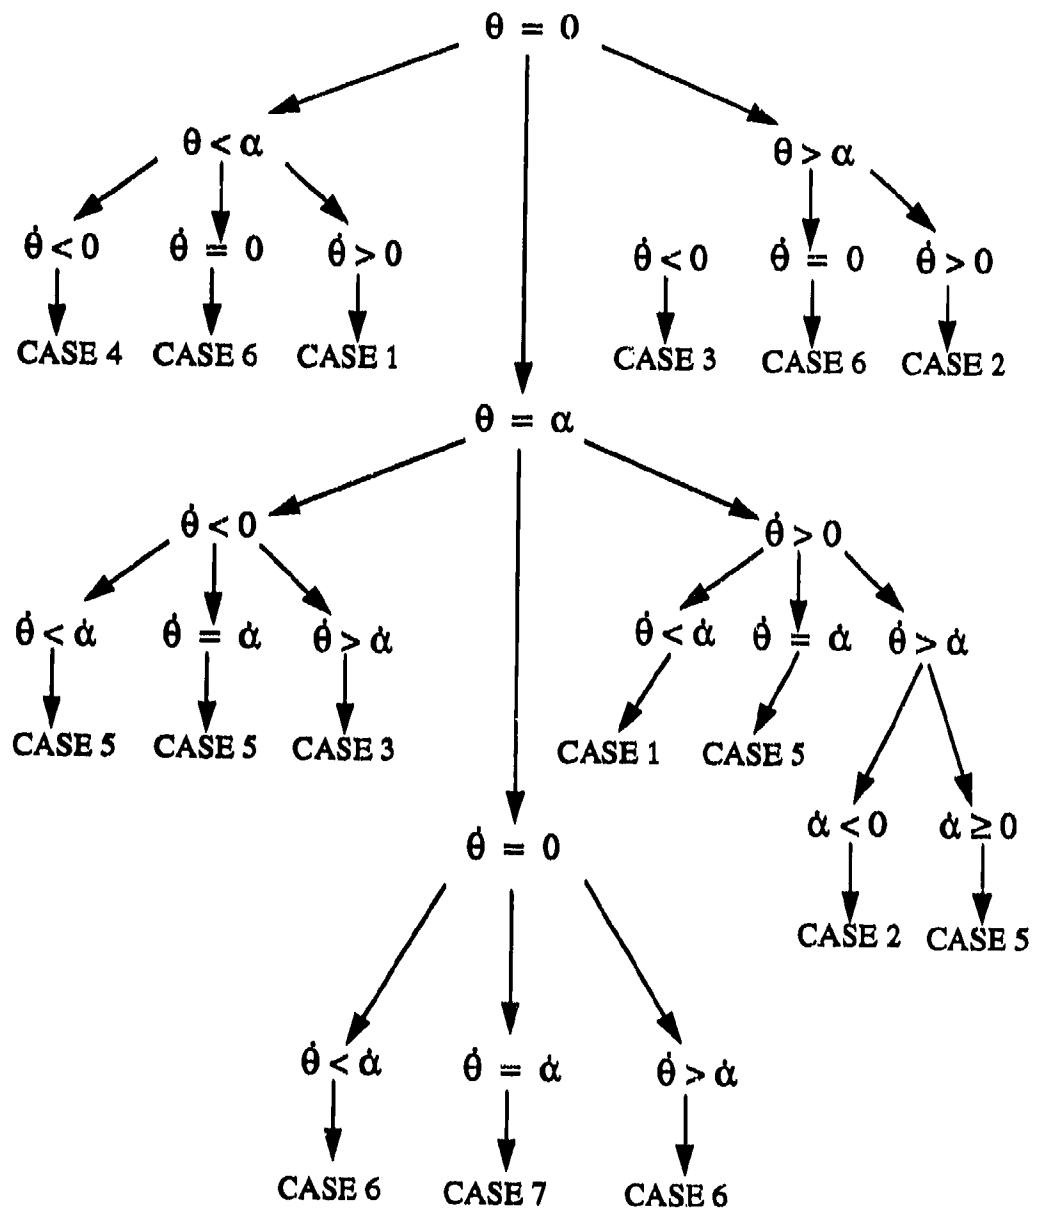 θ = 0
θ < α
θ > α
θ̇ < 0 θ̇ = 0 θ̇ > 0
θ̇ < 0 θ̇ = 0 θ̇ > 0
CASE 4 CASE 6 CASE 1
CASE 3 CASE 6 CASE 2
θ = α
θ̇ < 0
θ̇ > 0
θ̇ < α̇ θ̇ = α̇ θ̇ > α̇
θ̇ < α̇ θ̇ = α̇ θ̇ > α̇
CASE 5 CASE 5 CASE 3
CASE 1 CASE 5
α̇ < 0 α̇ ≥ 0
θ̇ = 0
CASE 2 CASE 5
θ̇ < α̇ θ̇ = α̇ θ̇ > α̇
CASE 6 CASE 7 CASE 6